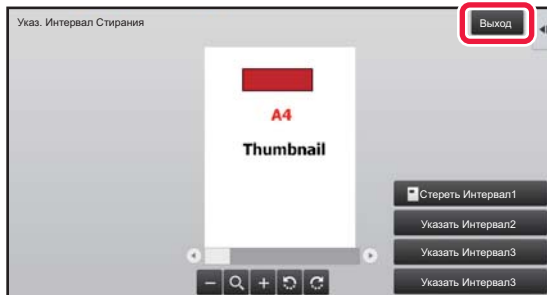 Указ. Интервал Стирания
Выход
A4
Thumbnail
Стереть Интервал1
Указать Интервал2
Указать Интервал3
Указать Интервал3